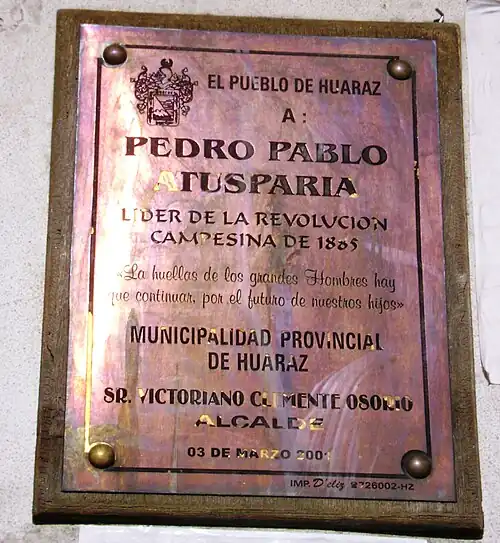 EL PUEBLO DE HUARAZ
A :
PEDRO PABLO
ATUSPARIA
LIDER DE LA REVOLUCION
CAMPESINA DE 1885
«La huellas de los grandes Hombres hay
que continuar, por el futuro de nuestros hijos»
MUNICIPALIDAD PROVINCIAL
DE HUARAZ
SR. VICTORIANO CLEMENTE OSORIO
ALCALDE
03 DE MARZO 2001
IMP. D'eliz 26002-HZ